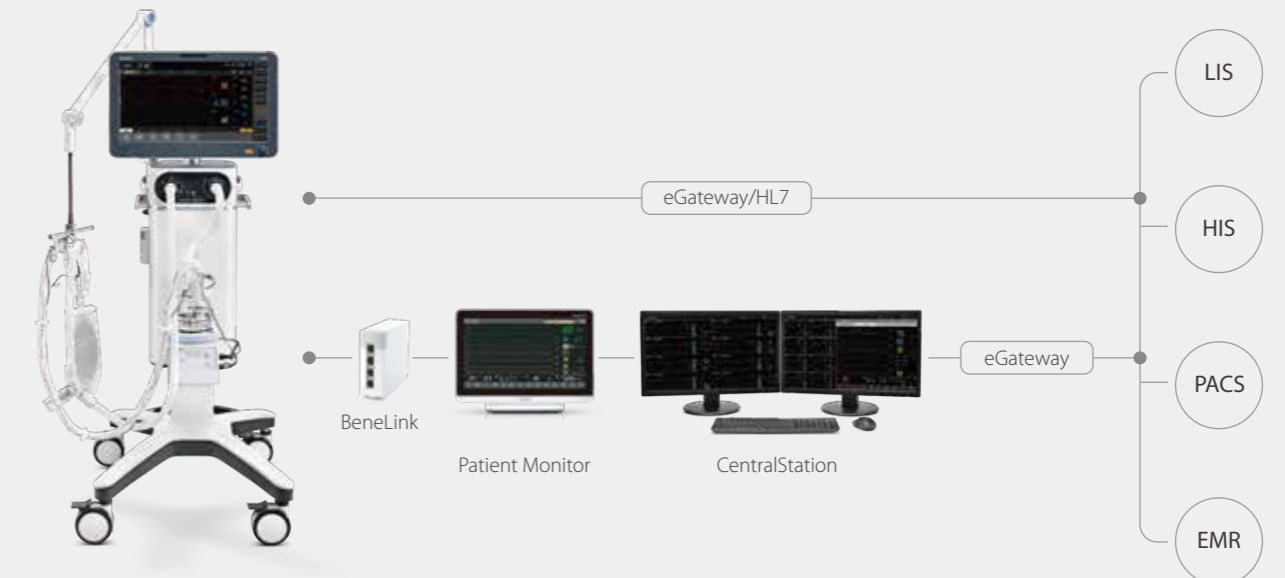 LIS
eGateway/HL7
HIS
eGateway
PACS
BeneLink
Patient Monitor
CentralStation
EMR